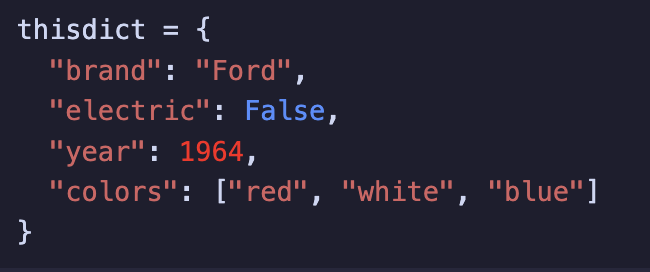 thisdict = {
  "brand": "Ford",
  "electric": False,
  "year": 1964,
  "colors": ["red", "white", "blue"]
}